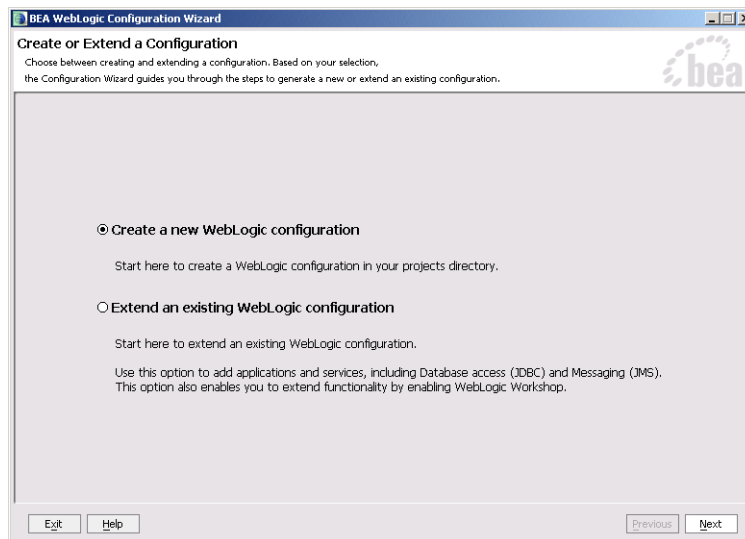 BEA WebLogic Configuration Wizard
Create or Extend a Configuration
Choose between creating and extending a configuration. Based on your selection,
the Configuration Wizard guides you through the steps to generate a new or extend an existing configuration.
bea
Create a new WebLogic configuration
Start here to create a WebLogic configuration in your projects directory.
Extend an existing WebLogic configuration
Start here to extend an existing WebLogic configuration.
Use this option to add applications and services, including Database access (JDBC) and Messaging (JMS).
This option also enables you to extend functionality by enabling WebLogic Workshop.
Exit Help Previous Next